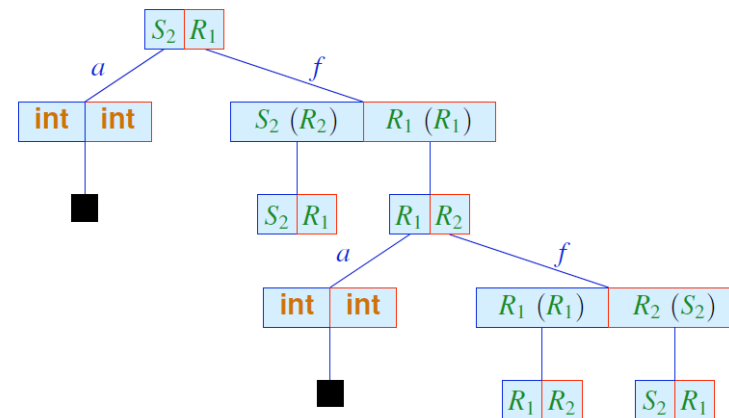 S₂ R₁
a f
int int S₂ (R₂) R₁ (R₁)
S₂ R₁ R₁ R₂
a f
int int R₁ (R₁) R₂ (S₂)
R₁ R₂ S₂ R₁